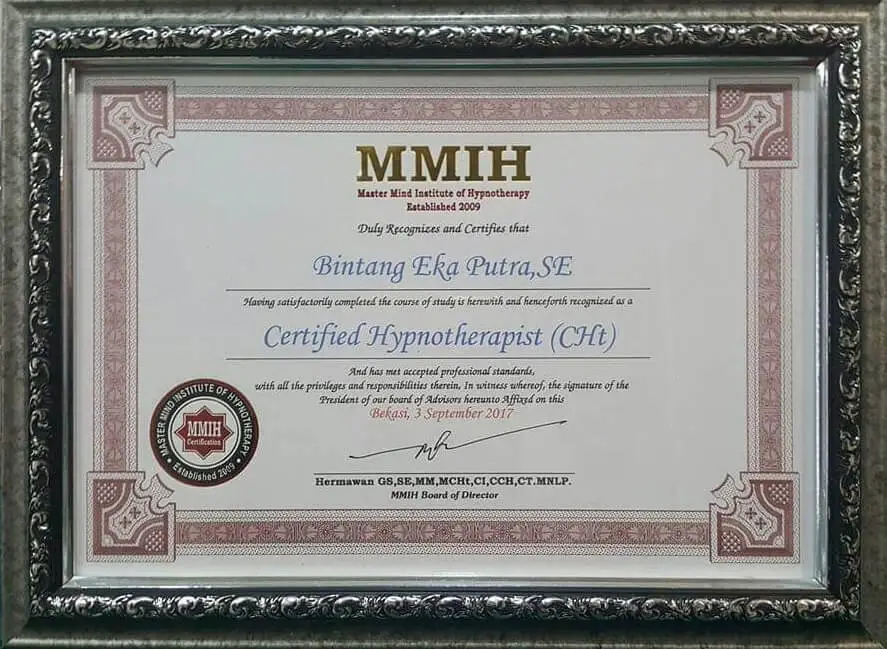 MMIH
Master Mind Institute of Hypnotherapy
Established 2009
Duly Recognizes and Certifies that
Bintang Eka Putra,SE
Having satisfactorily completed the course of study is herewith and henceforth recognized as a
Certified Hypnotherapist (CHt)
And has met accepted professional standards,
with all the privileges and responsibilities therein, In witness whereof, the signature of the
President of our board of Advisors hereunto Affixed on this
Bekasi, 3 September 2017
MASTER MIND INSTITUTE OF HYPNOTHERAPY
MMIH
Certification
Established 2009
Hermawan GS,SE,MM,MCHt,CI,CCH,CT.MNLP.
MMIH Board of Director